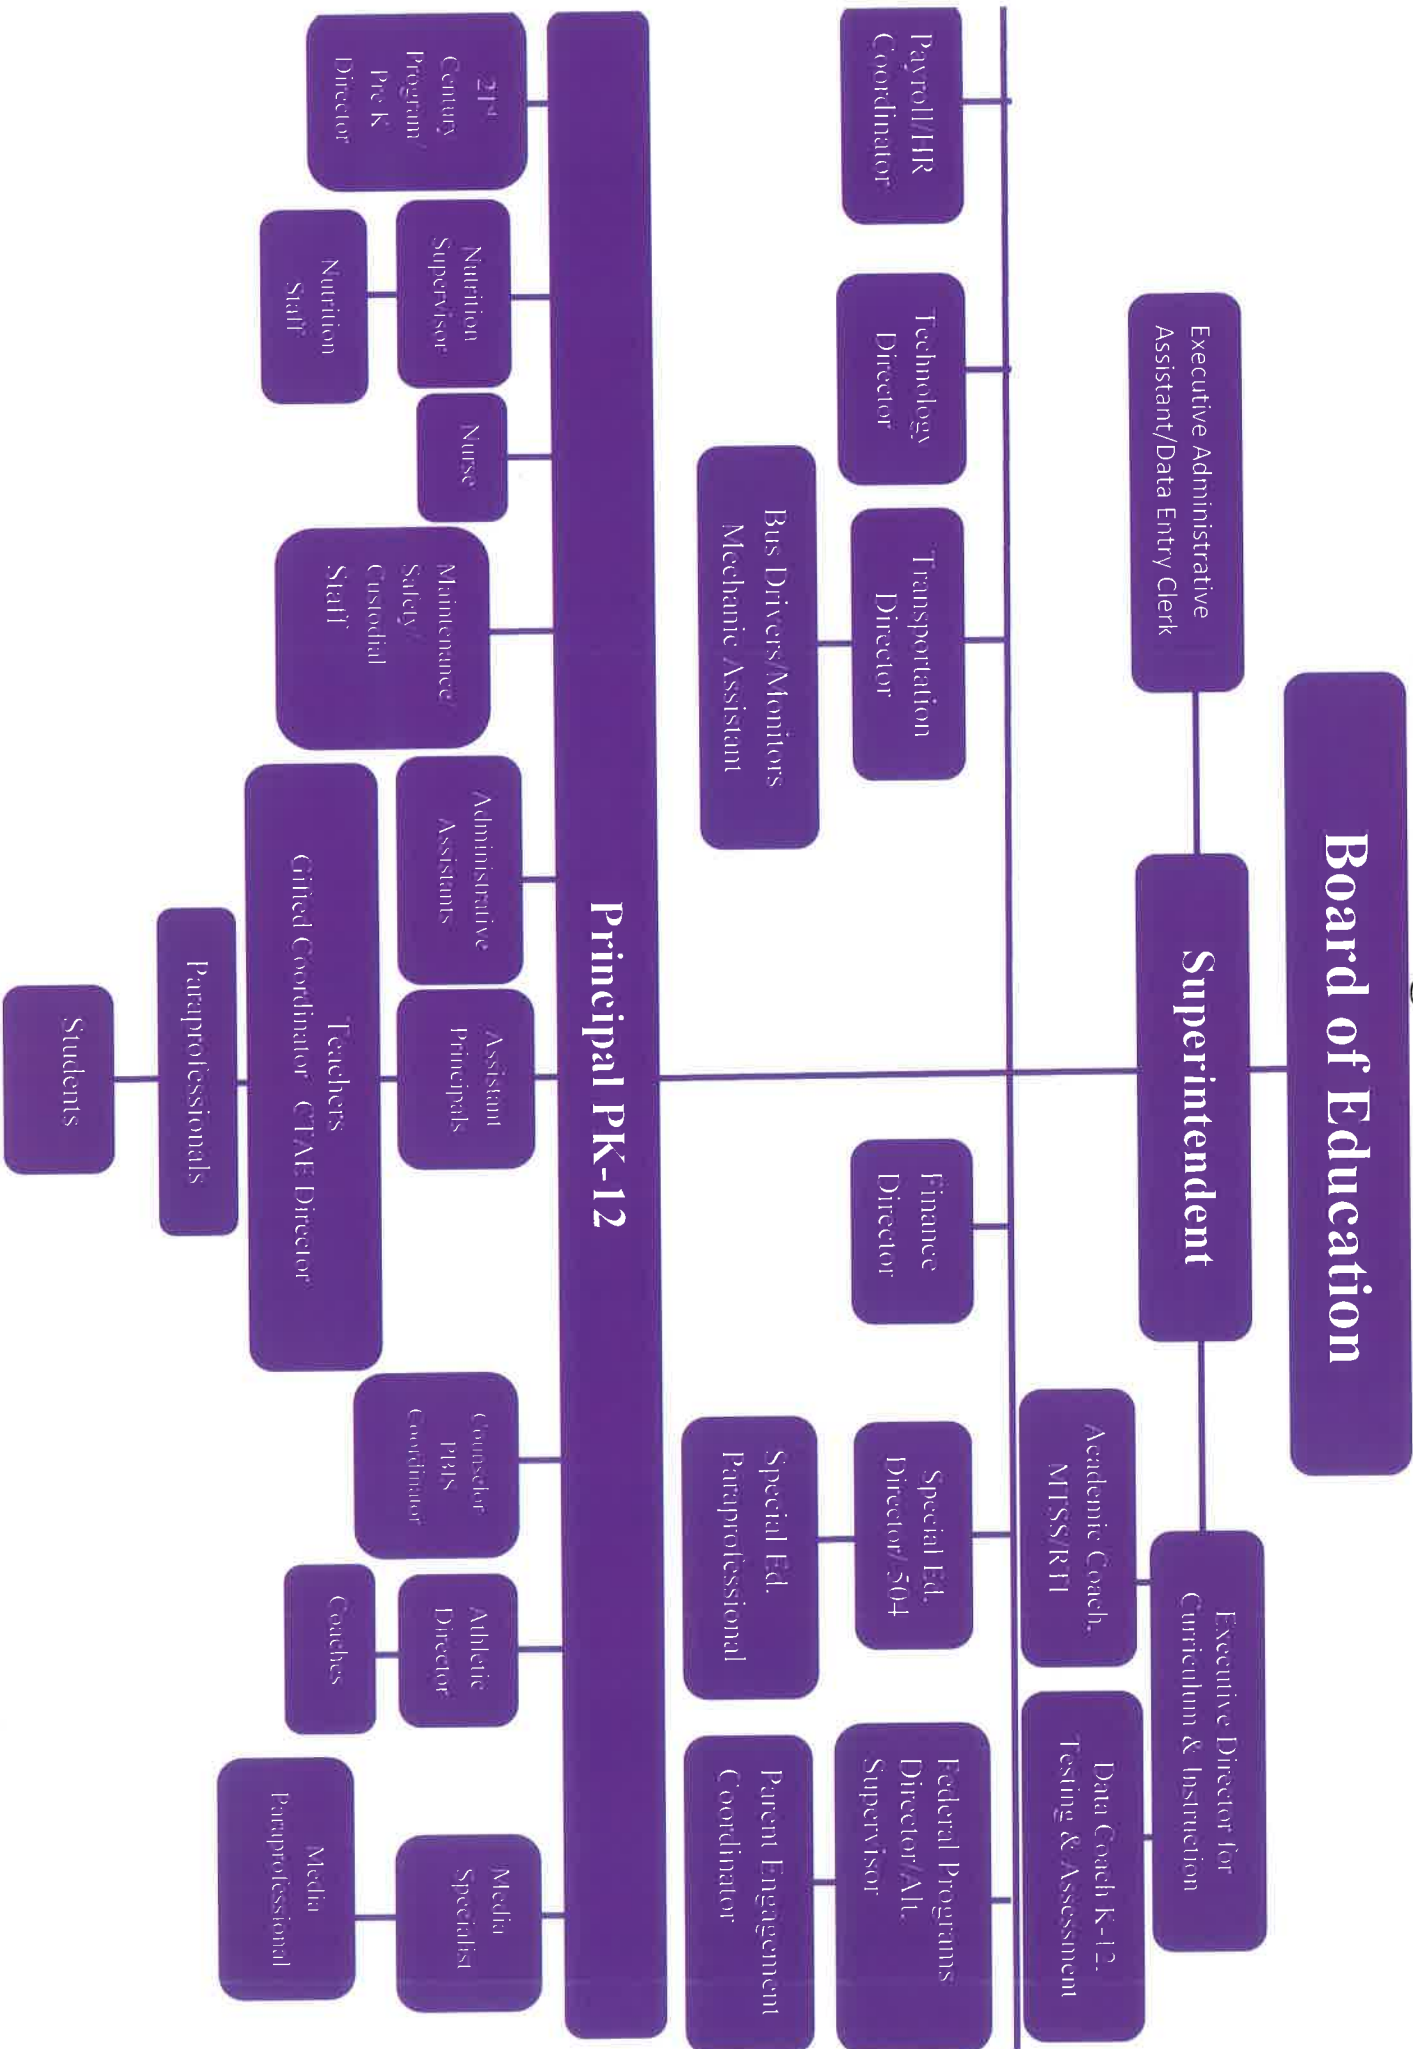 Board of Education
Superintendent
Executive Administrative
Assistant/Data Entry Clerk
Executive Director for
Curriculum & Instruction
Academic Coach,
MTSS/RTI
Data Coach K-12.
Testing & Assessment
Payroll/HR
Coordinator
Technology
Director
Transportation
Director
Bus Drivers/Monitors
Mechanic Assistant
Finance
Director
Special Ed.
Director/-504
Special Ed.
Paraprofessional
Federal Programs
Director/Alt.
Supervisor
Parent Engagement
Coordinator
Principal PK-12
21st
Century
Program/
Pre K
Director
Nutrition
Supervisor
Nutrition
Staff
Nurse
Maintenance/
Safety/
Custodial
Staff
Administrative
Assistants
Assistant
Principals
Teachers
Gifted Coordinator CTAE Director
Paraprofessionals
Students
Counselor
PBIS
Coordinator
Athletic
Director
Coaches
Media
Specialist
Media
Paraprofessional